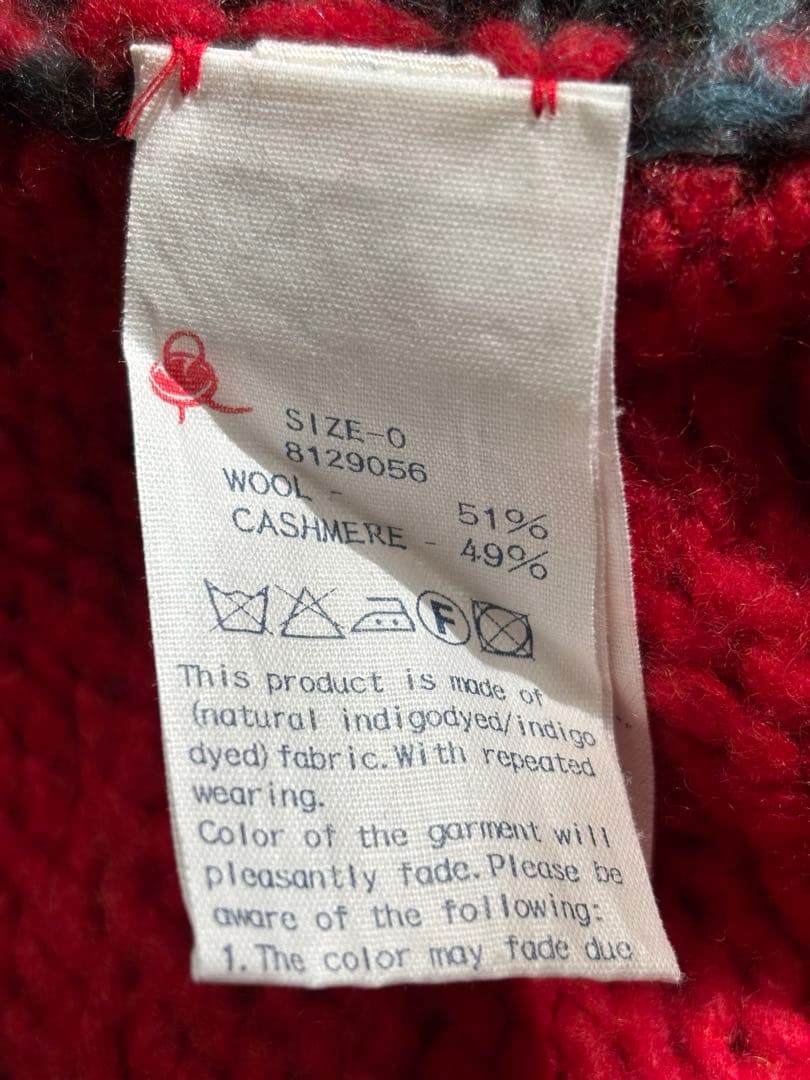 SIZE-0
8129056
WOOL - 51%
CASHMERE - 49%
F
This product is made of
(natural indigodyed/indigo
dyed) fabric. With repeated
wearing.
Color of the garment will
pleasantly fade. Please be
aware of the following:
1. The color may fade due